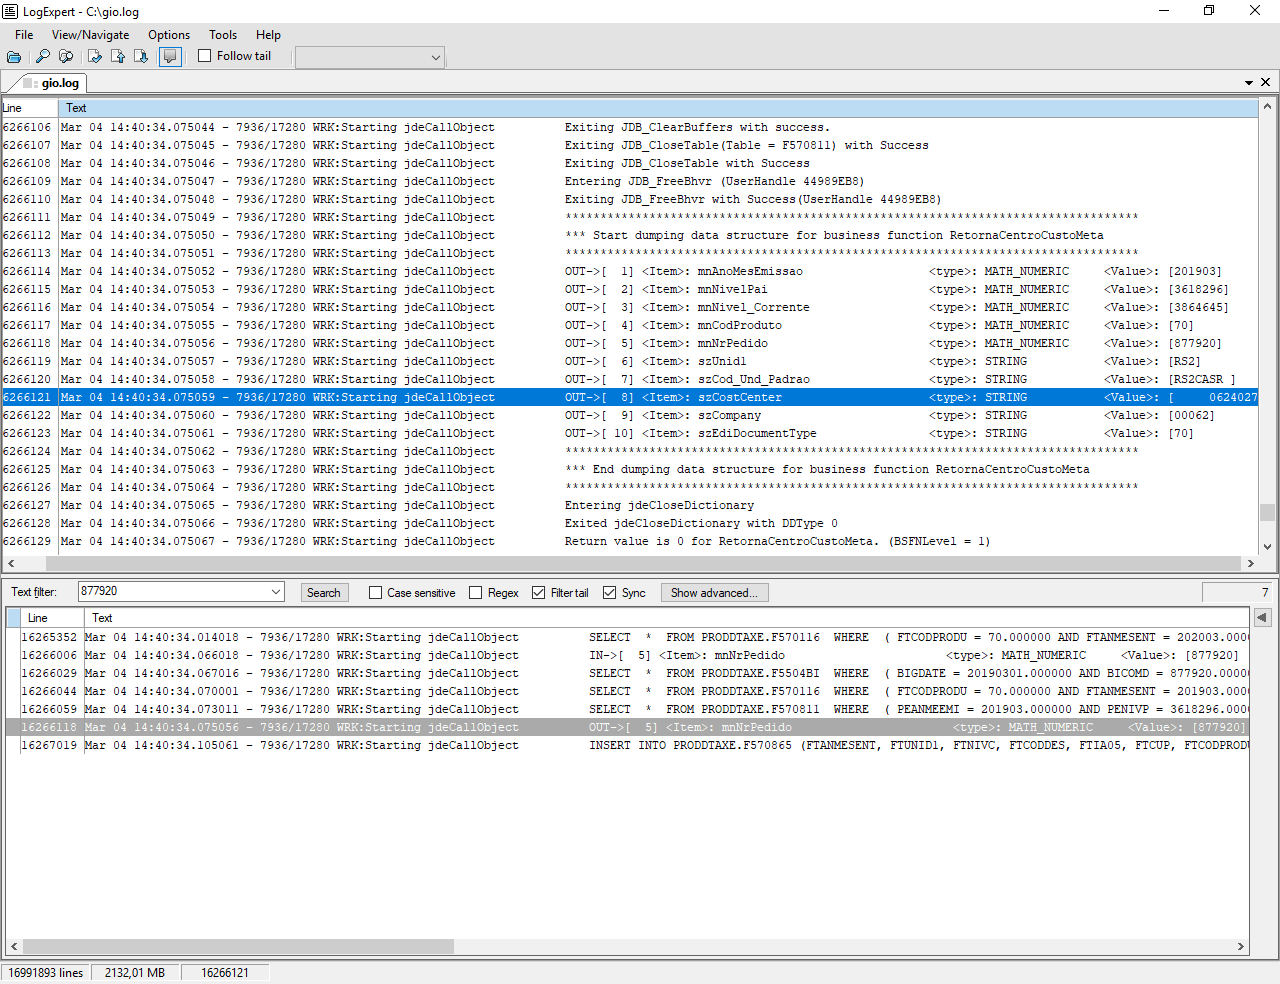 LogExpert - C:\gio.log
File View/Navigate Options Tools Help
Follow tail
gio.log
Line Text
6266106 Mar 04 14:40:34.075044 - 7936/17280 WRK:Starting jdeCallObject Exiting JDB_ClearBuffers with success.
6266107 Mar 04 14:40:34.075045 - 7936/17280 WRK:Starting jdeCallObject Exiting JDB_CloseTable(Table = F570811) with Success
6266108 Mar 04 14:40:34.075046 - 7936/17280 WRK:Starting jdeCallObject Exiting JDB_CloseTable with Success
6266109 Mar 04 14:40:34.075047 - 7936/17280 WRK:Starting jdeCallObject Entering JDB_FreeBhvr (UserHandle 44989EB8)
6266110 Mar 04 14:40:34.075048 - 7936/17280 WRK:Starting jdeCallObject Exiting JDB_FreeBhvr with Success(UserHandle 44989EB8)
6266111 Mar 04 14:40:34.075049 - 7936/17280 WRK:Starting jdeCallObject **********************************************************************************
6266112 Mar 04 14:40:34.075050 - 7936/17280 WRK:Starting jdeCallObject *** Start dumping data structure for business function RetornaCentroCustoMeta
6266113 Mar 04 14:40:34.075051 - 7936/17280 WRK:Starting jdeCallObject **********************************************************************************
6266114 Mar 04 14:40:34.075052 - 7936/17280 WRK:Starting jdeCallObject OUT->[ 1] <Item>: mnAnoMesEmissao <type>: MATH_NUMERIC <Value>: [201903]
6266115 Mar 04 14:40:34.075053 - 7936/17280 WRK:Starting jdeCallObject OUT->[ 2] <Item>: mnNivelPai <type>: MATH_NUMERIC <Value>: [3618296]
6266116 Mar 04 14:40:34.075054 - 7936/17280 WRK:Starting jdeCallObject OUT->[ 3] <Item>: mnNivel_Corrente <type>: MATH_NUMERIC <Value>: [3864645]
6266117 Mar 04 14:40:34.075055 - 7936/17280 WRK:Starting jdeCallObject OUT->[ 4] <Item>: mnCodProduto <type>: MATH_NUMERIC <Value>: [70]
6266118 Mar 04 14:40:34.075056 - 7936/17280 WRK:Starting jdeCallObject OUT->[ 5] <Item>: mnNrPedido <type>: MATH_NUMERIC <Value>: [877920]
6266119 Mar 04 14:40:34.075057 - 7936/17280 WRK:Starting jdeCallObject OUT->[ 6] <Item>: szUnid1 <type>: STRING <Value>: [RS2]
6266120 Mar 04 14:40:34.075058 - 7936/17280 WRK:Starting jdeCallObject OUT->[ 7] <Item>: szCod_Und_Padrao <type>: STRING <Value>: [RS2CASR ]
6266121 Mar 04 14:40:34.075059 - 7936/17280 WRK:Starting jdeCallObject OUT->[ 8] <Item>: szCostCenter <type>: STRING <Value>: [ 0624027
6266122 Mar 04 14:40:34.075060 - 7936/17280 WRK:Starting jdeCallObject OUT->[ 9] <Item>: szCompany <type>: STRING <Value>: [00062]
6266123 Mar 04 14:40:34.075061 - 7936/17280 WRK:Starting jdeCallObject OUT->[ 10] <Item>: szEdiDocumentType <type>: STRING <Value>: [70]
6266124 Mar 04 14:40:34.075062 - 7936/17280 WRK:Starting jdeCallObject **********************************************************************************
6266125 Mar 04 14:40:34.075063 - 7936/17280 WRK:Starting jdeCallObject *** End dumping data structure for business function RetornaCentroCustoMeta
6266126 Mar 04 14:40:34.075064 - 7936/17280 WRK:Starting jdeCallObject **********************************************************************************
6266127 Mar 04 14:40:34.075065 - 7936/17280 WRK:Starting jdeCallObject Entering jdeCloseDictionary
6266128 Mar 04 14:40:34.075066 - 7936/17280 WRK:Starting jdeCallObject Exited jdeCloseDictionary with DDType 0
6266129 Mar 04 14:40:34.075067 - 7936/17280 WRK:Starting jdeCallObject Return value is 0 for RetornaCentroCustoMeta. (BSFNLevel = 1)
Text filter: 877920 Search Case sensitive Regex Filter tail Sync Show advanced... 7
Line Text
16265352 Mar 04 14:40:34.014018 - 7936/17280 WRK:Starting jdeCallObject SELECT * FROM PRODDTAXE.F570116 WHERE ( FTCODPRODU = 70.000000 AND FTANMESENT = 202003.0000
16266006 Mar 04 14:40:34.066018 - 7936/17280 WRK:Starting jdeCallObject IN->[ 5] <Item>: mnNrPedido <type>: MATH_NUMERIC <Value>: [877920]
16266029 Mar 04 14:40:34.067016 - 7936/17280 WRK:Starting jdeCallObject SELECT * FROM PRODDTAXE.F5504BI WHERE ( BIGDATE = 20190301.000000 AND BICOMD = 877920.0000
16266044 Mar 04 14:40:34.070001 - 7936/17280 WRK:Starting jdeCallObject SELECT * FROM PRODDTAXE.F570116 WHERE ( FTCODPRODU = 70.000000 AND FTANMESENT = 201903.0000
16266059 Mar 04 14:40:34.073011 - 7936/17280 WRK:Starting jdeCallObject SELECT * FROM PRODDTAXE.F570811 WHERE ( PEANMEEMI = 201903.000000 AND PENIVP = 3618296.0000
16266118 Mar 04 14:40:34.075056 - 7936/17280 WRK:Starting jdeCallObject OUT->[ 5] <Item>: mnNrPedido <type>: MATH_NUMERIC <Value>: [877920]
16267019 Mar 04 14:40:34.105061 - 7936/17280 WRK:Starting jdeCallObject INSERT INTO PRODDTAXE.F570865 (FTANMESENT, FTUNID1, FTNIVC, FTCODDES, FTIA05, FTCUP, FTCODPRODU
16991893 lines 2132,01 MB 16266121